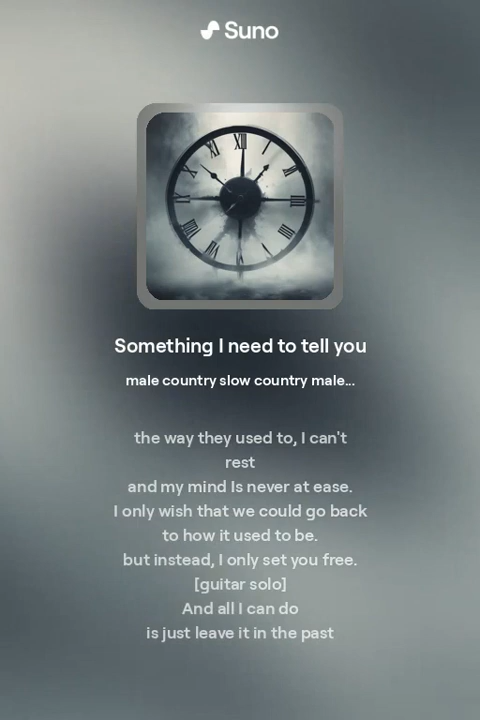 Suno
XII
Something I need to tell you
male country slow country male...
the way they used to, I can't
rest
and my mind Is never at ease.
I only wish that we could go back
to how it used to be.
but instead, I only set you free.
[guitar solo]
And all I can do
is just leave it in the past